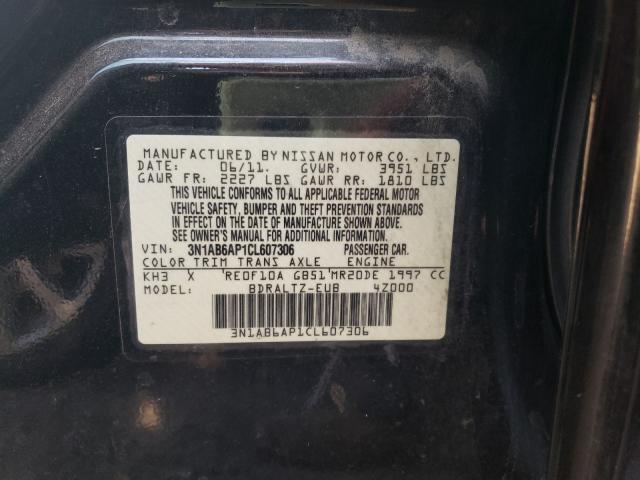 MANUFACTURED BY NISSAN MOTOR CO., LTD.
DATE: 06/11. GVWR: 3951 LBS
GAWR FR: 2227 LBS GAWR RR: 1810 LBS
THIS VEHICLE CONFORMS TO ALL APPLICABLE FEDERAL MOTOR
VEHICLE SAFETY, BUMPER AND THEFT PREVENTION STANDARDS
IN EFFECT ON THE DATE OF MANUFACTURE SHOWN ABOVE.
SEE OWNER'S MANUAL FOR ADDITIONAL INFORMATION.
VIN: 3N1AB6AP1CL607306 PASSENGER CAR.
COLOR TRIM TRANS AXLE ENGINE
KH3 X RE0F10A GB51 MR20DE 1997 CC
MODEL: BDRALTZ-EUB 4Z000
3N1AB6AP1CL607306